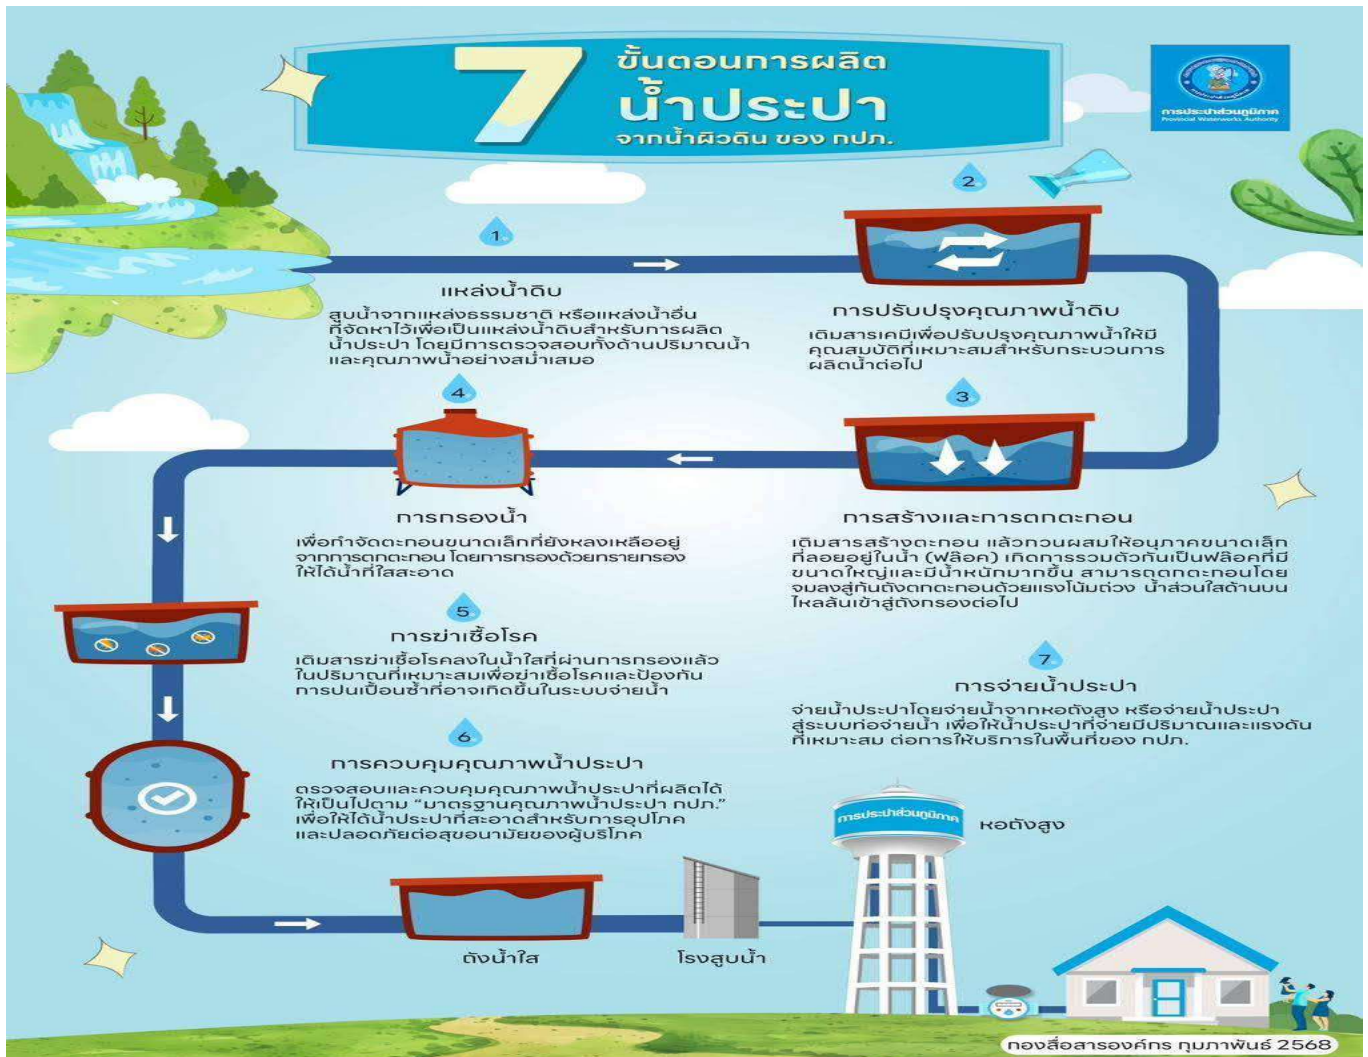 7
ขั้นตอนการผลิต
น้ำประปา
จากน้ำผิวดิน ของ กปภ.
การประปาส่วนภูมิภาค
Provincial Waterworks Authority
1
แหล่งน้ำดิบ
สูบน้ำจากแหล่งธรรมชาติ หรือแหล่งน้ำอื่น
ที่จัดหาไว้เพื่อเป็นแหล่งน้ำดิบสำหรับการผลิต
น้ำประปา โดยมีการตรวจสอบทั้งด้านปริมาณน้ำ
และคุณภาพน้ำอย่างสม่ำเสมอ
2
การปรับปรุงคุณภาพน้ำดิบ
เติมสารเคมีเพื่อปรับปรุงคุณภาพน้ำให้มี
คุณสมบัติที่เหมาะสมสำหรับกระบวนการ
ผลิตน้ำต่อไป
3
การสร้างและการตกตะกอน
เติมสารสร้างตะกอน แล้วกวนผสมให้อนุภาคขนาดเล็ก
ที่ลอยอยู่ในน้ำ (ฟล๊อค) เกิดการรวมตัวกันเป็นฟล๊อคที่มี
ขนาดใหญ่และมีน้ำหนักมากขึ้น สามารถตกตะกอนโดย
จมลงสู่ก้นถังตกตะกอนด้วยแรงโน้มถ่วง น้ำส่วนใสด้านบน
ไหลล้นเข้าสู่ถังกรองต่อไป
4
การกรองน้ำ
เพื่อกำจัดตะกอนขนาดเล็กที่ยังหลงเหลืออยู่
จากการตกตะกอน โดยการกรองด้วยทรายกรอง
ให้ได้น้ำที่ใสสะอาด
5
การฆ่าเชื้อโรค
เติมสารฆ่าเชื้อโรคลงในน้ำใสที่ผ่านการกรองแล้ว
ในปริมาณที่เหมาะสมเพื่อฆ่าเชื้อโรคและป้องกัน
การปนเปื้อนซ้ำที่อาจเกิดขึ้นในระบบจ่ายน้ำ
6
การควบคุมคุณภาพน้ำประปา
ตรวจสอบและควบคุมคุณภาพน้ำประปาที่ผลิตได้
ให้เป็นไปตาม “มาตรฐานคุณภาพน้ำประปา กปภ.”
เพื่อให้ได้น้ำประปาที่สะอาดสำหรับการอุปโภค
และปลอดภัยต่อสุขอนามัยของผู้บริโภค
7
การจ่ายน้ำประปา
จ่ายน้ำประปาโดยจ่ายน้ำจากหอถังสูง หรือจ่ายน้ำประปา
สู่ระบบท่อจ่ายน้ำ เพื่อให้น้ำประปาที่จ่ายมีปริมาณและแรงดัน
ที่เหมาะสม ต่อการให้บริการในพื้นที่ของ กปภ.
การประปาส่วนภูมิภาค
หอถังสูง
ถังน้ำใส
โรงสูบน้ำ
กองสื่อสารองค์กร กุมภาพันธ์ 2568